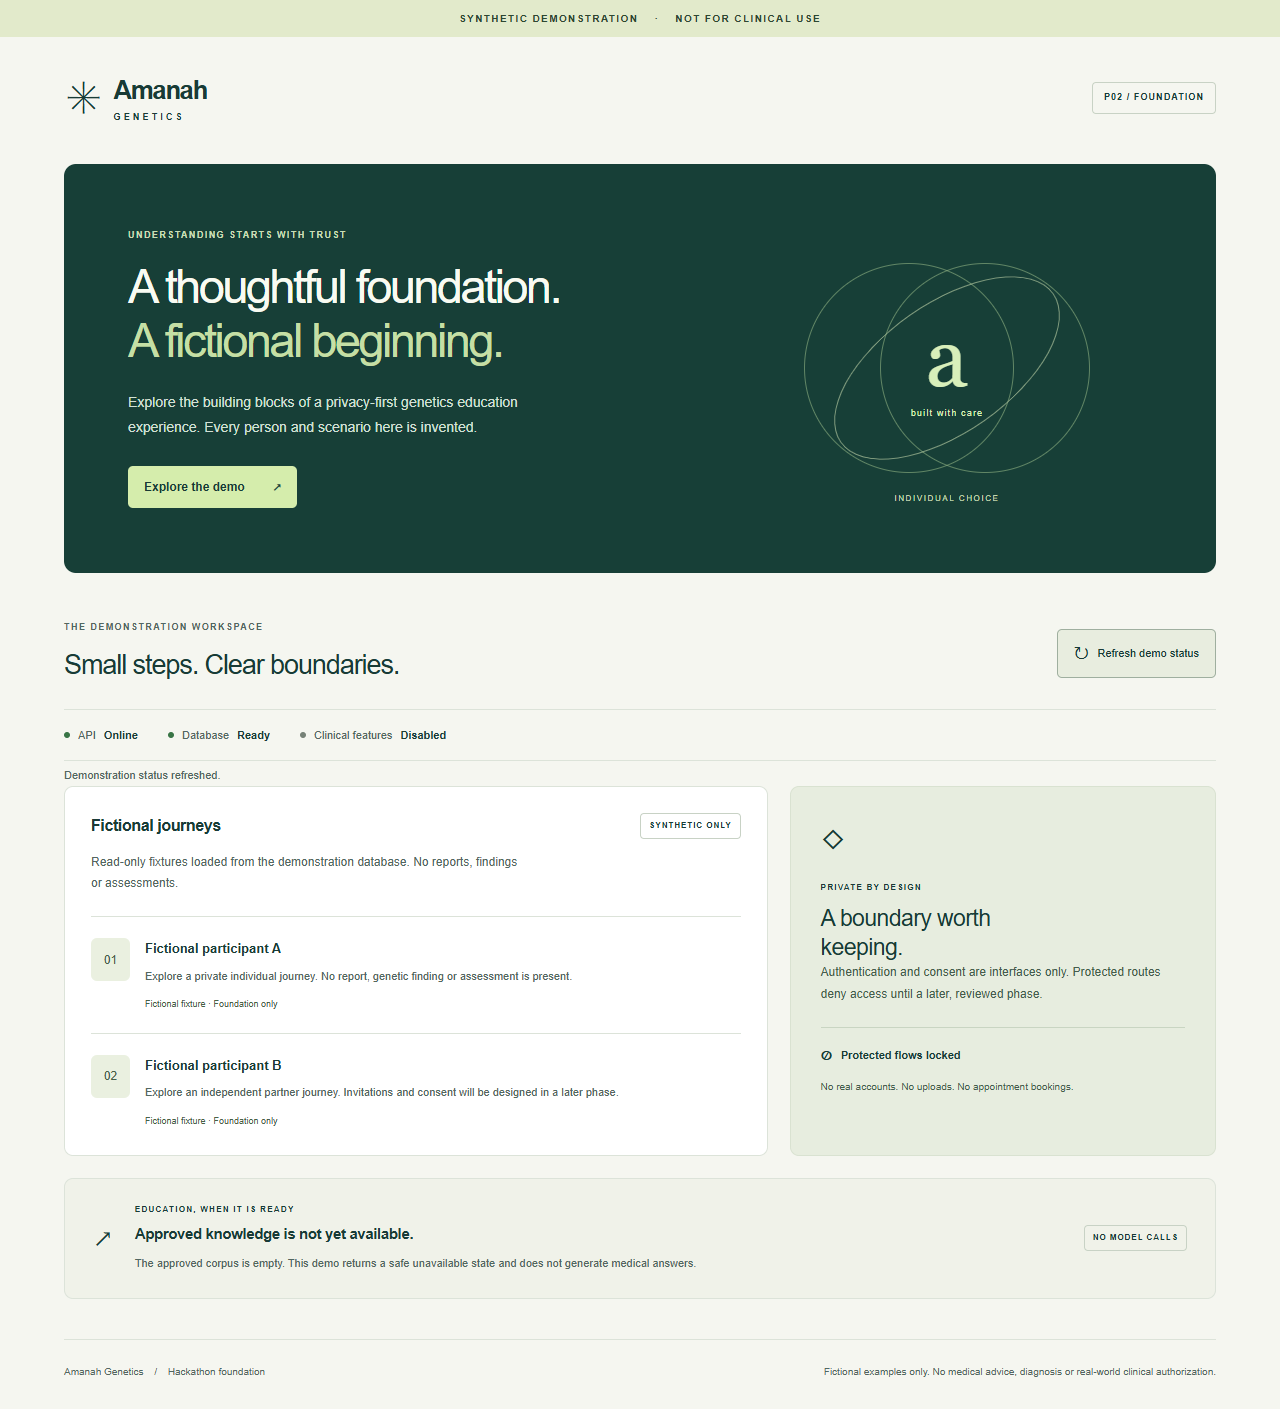 SYNTHETIC DEMONSTRATION · NOT FOR CLINICAL USE
Amanah
GENETICS
P02 / FOUNDATION
UNDERSTANDING STARTS WITH TRUST
A thoughtful foundation.
A fictional beginning.
Explore the building blocks of a privacy-first genetics education
experience. Every person and scenario here is invented.
Explore the demo ↗
a
built with care
INDIVIDUAL CHOICE
THE DEMONSTRATION WORKSPACE
Small steps. Clear boundaries.
↻ Refresh demo status
API Online Database Ready Clinical features Disabled
Demonstration status refreshed.
Fictional journeys
SYNTHETIC ONLY
Read-only fixtures loaded from the demonstration database. No reports, findings
or assessments.
01
Fictional participant A
Explore a private individual journey. No report, genetic finding or assessment is present.
Fictional fixture · Foundation only
02
Fictional participant B
Explore an independent partner journey. Invitations and consent will be designed in a later phase.
Fictional fixture · Foundation only
◇
PRIVATE BY DESIGN
A boundary worth
keeping.
Authentication and consent are interfaces only. Protected routes
deny access until a later, reviewed phase.
⊘ Protected flows locked
No real accounts. No uploads. No appointment bookings.
↗
EDUCATION, WHEN IT IS READY
Approved knowledge is not yet available.
The approved corpus is empty. This demo returns a safe unavailable state and does not generate medical answers.
NO MODEL CALLS
Amanah Genetics / Hackathon foundation
Fictional examples only. No medical advice, diagnosis or real-world clinical authorization.